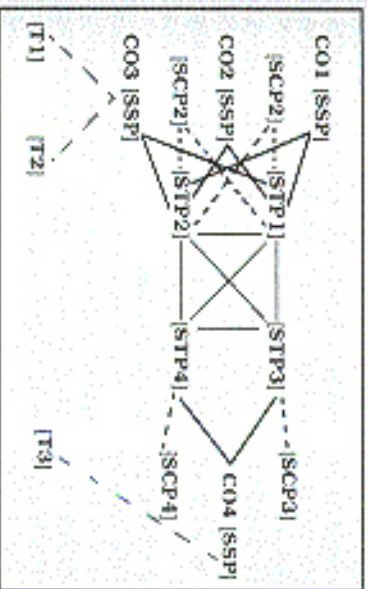 CO1 [SSP]
[SCP2] [STP1] [STP3] [SCP3]
CO2 [SSP] CO4 [SSP]
[SCP2] [STP2] [STP4] [SCP4]
CO3 [SSP]
[T1] [T2] [T3]